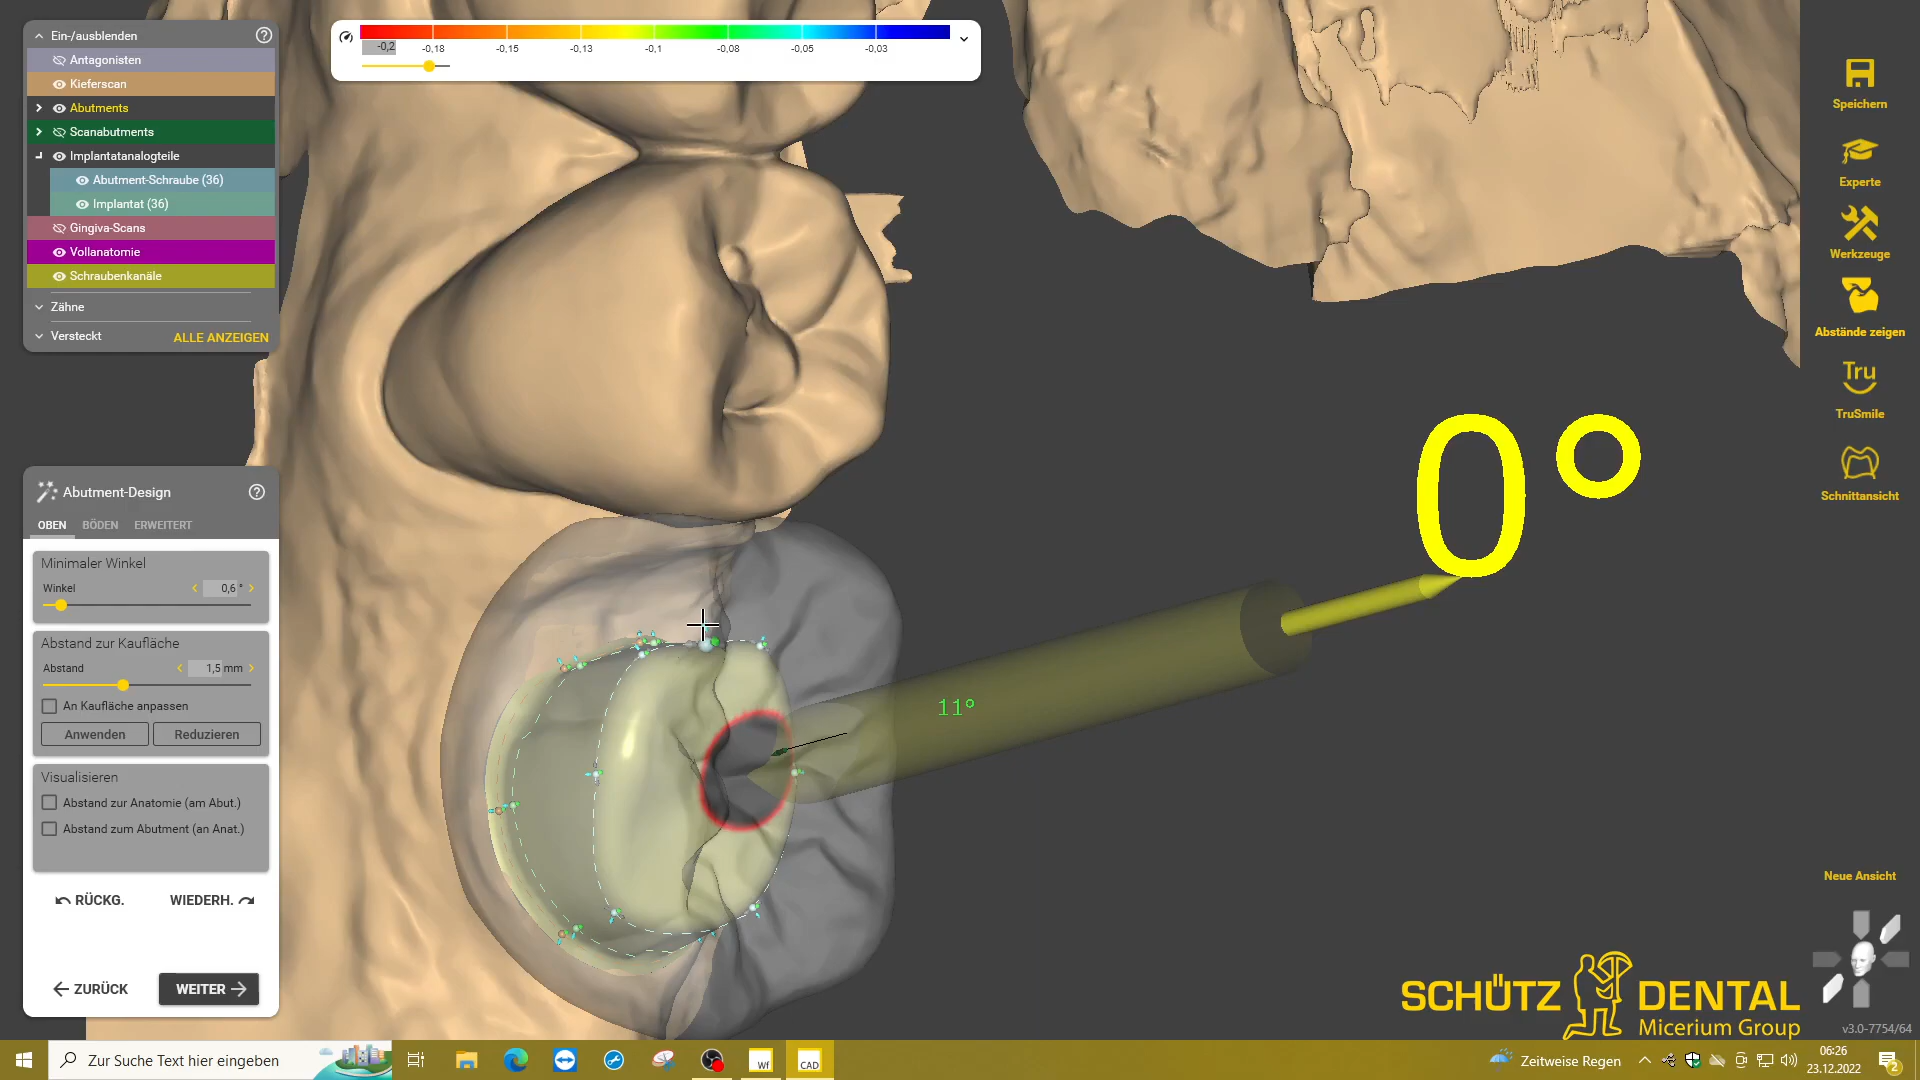 Ein-/ausblenden
Antagonisten
Kieferscan
Abutments
Scanabutments
Implantatanalogteile
Abutment-Schraube (36)
Implantat (36)
Gingiva-Scans
Vollanatomie
Schraubenkanäle
Zähne
Versteckt
ALLE ANZEIGEN
-0,2
-0,18
-0,15
-0,13
-0,1
-0,08
-0,05
-0,03
Speichern
Experte
Werkzeuge
Abstände zeigen
Tru
TruSmile
Schnittansicht
0°
11°
Abutment-Design
OBEN
BÖDEN
ERWEITERT
Minimaler Winkel
Winkel
0,6 °
Abstand zur Kaufläche
Abstand
1,5 mm
An Kaufläche anpassen
Anwenden
Reduzieren
Visualisieren
Abstand zur Anatomie (am Abut.)
Abstand zum Abutment (an Anat.)
RÜCKG.
WIEDERH.
ZURÜCK
WEITER
Neue Ansicht
SCHÜTZ DENTAL
Micerium Group
v3.0-7754/64
Zur Suche Text hier eingeben
Wf
CAD
Zeitweise Regen
06:26
23.12.2022
2